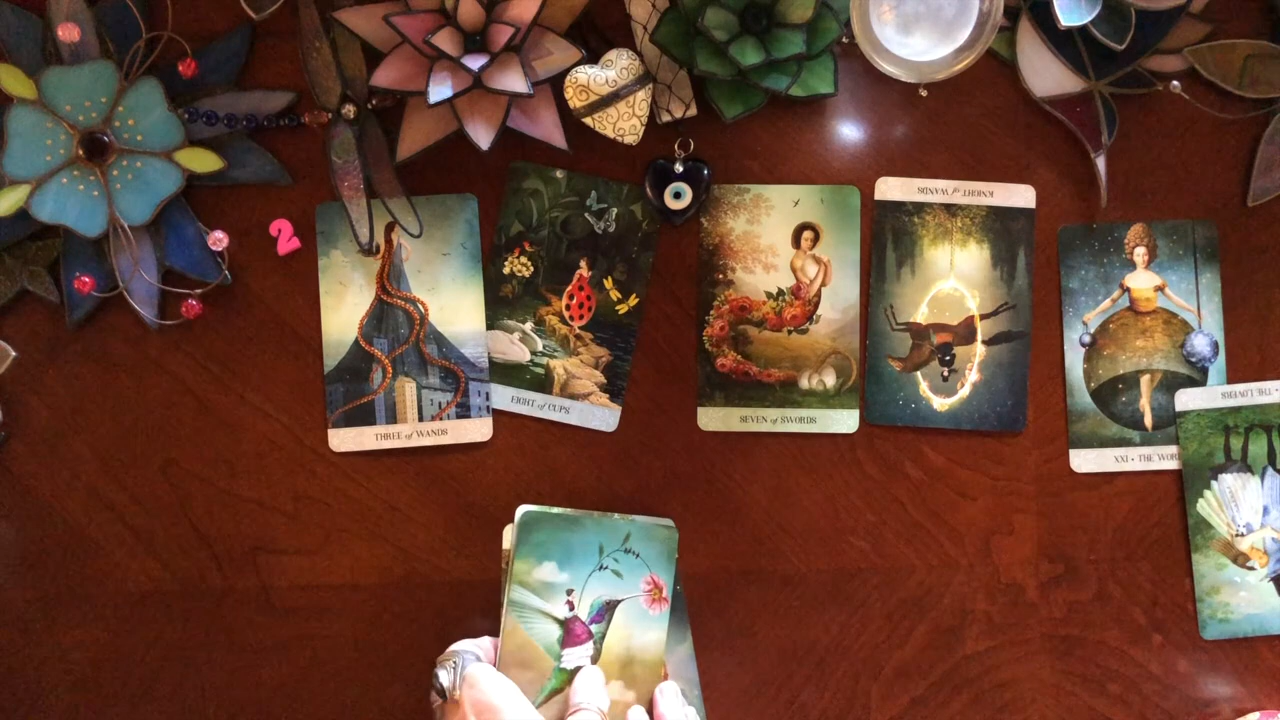 2
THREE of WANDS
EIGHT of CUPS
SEVEN of SWORDS
KNIGHT of WANDS
XXI • THE WOR
• THE LOVERS